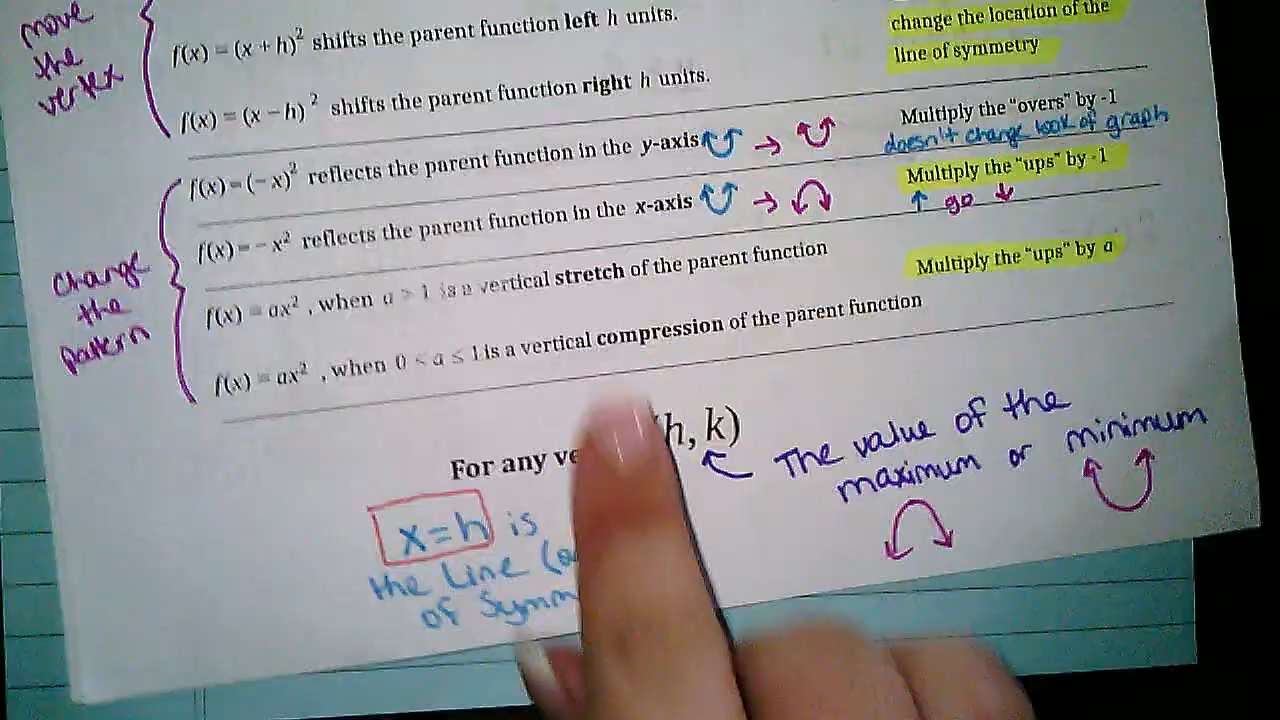 move
the
vertex
f(x) = (x + h)² shifts the parent function left h units.
change the location of the
line of symmetry
f(x) = (x − h)² shifts the parent function right h units.
f(x) = (−x)² reflects the parent function in the y-axis →
Multiply the "overs" by -1
doesn't change look of graph
f(x) = −x² reflects the parent function in the x-axis →
Multiply the "ups" by -1
↑ go ↓
change
the
pattern
f(x) = ax² , when a > 1 is a vertical stretch of the parent function
Multiply the "ups" by a
f(x) = ax² , when 0 < a ≤ 1 is a vertical compression of the parent function
For any ve h, k)
The value of the
maximum or minimum
x=h is
the line
of Symm